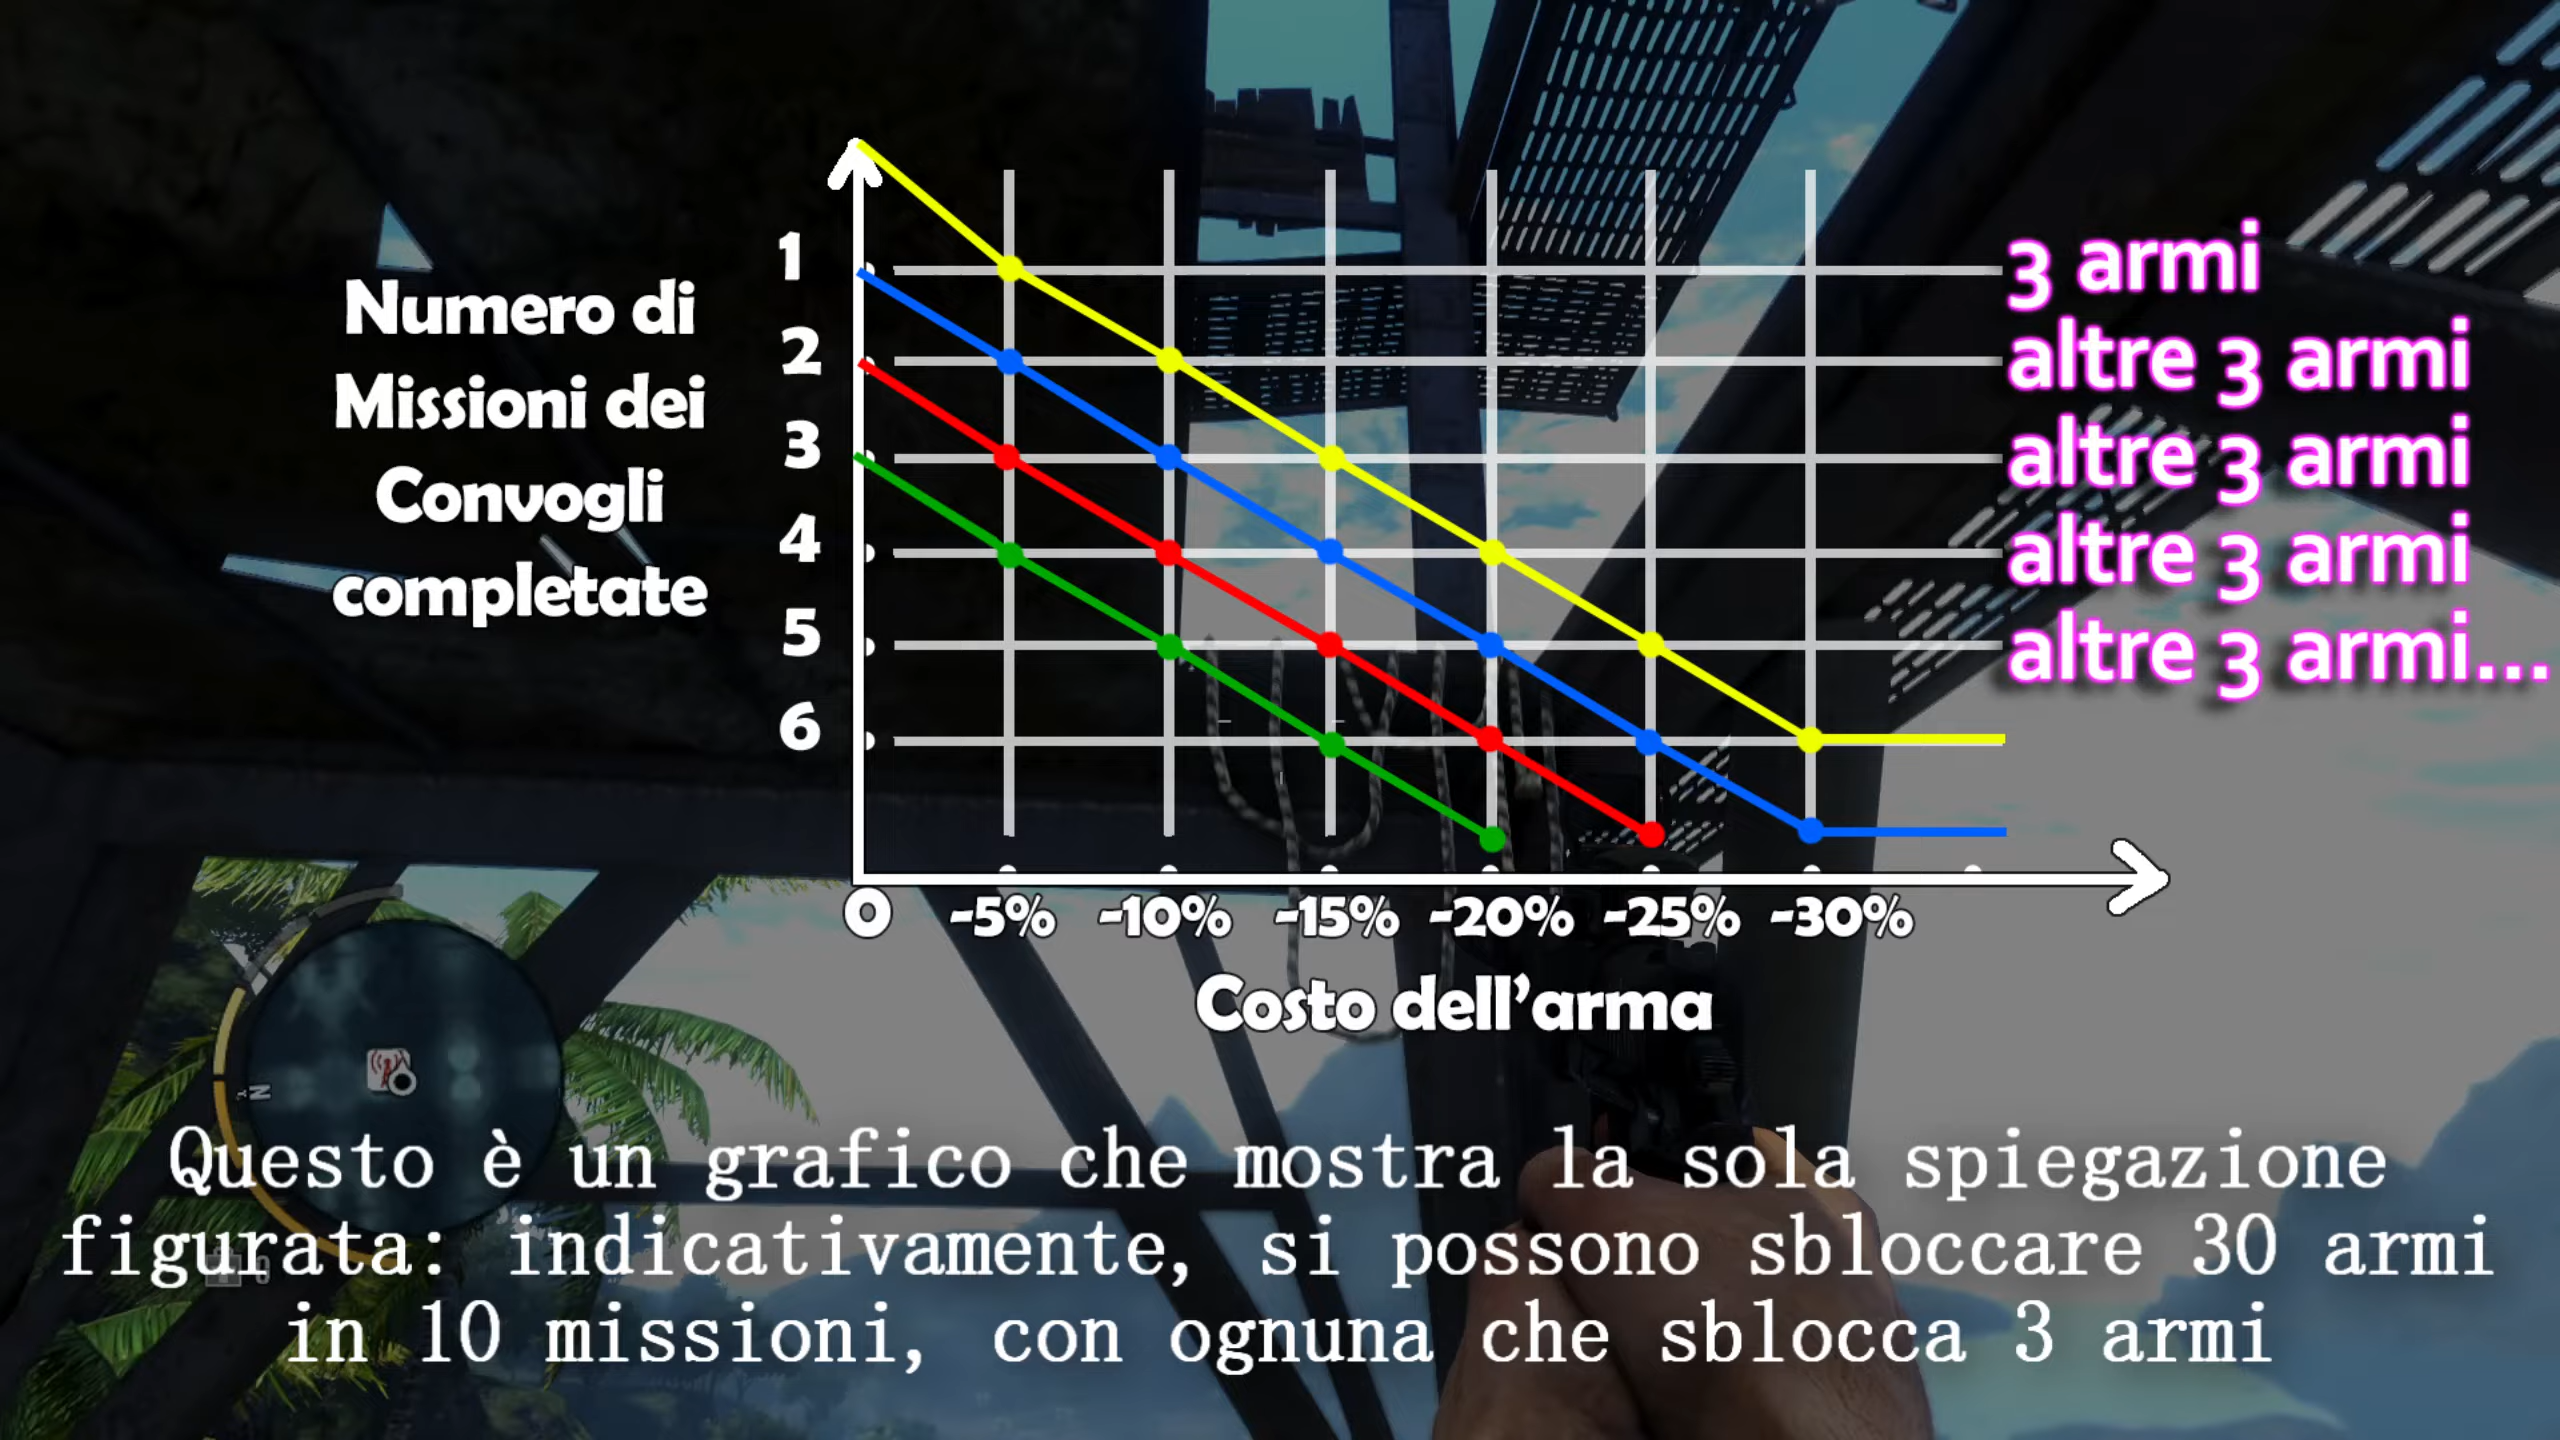 Numero di
Missioni dei
Convogli
completate
1
2
3
4
5
6
3 armi
altre 3 armi
altre 3 armi
altre 3 armi
altre 3 armi...
0 -5% -10% -15% -20% -25% -30%
Costo dell'arma
N
Questo è un grafico che mostra la sola spiegazione
figurata: indicativamente, si possono sbloccare 30 armi
in 10 missioni, con ognuna che sblocca 3 armi